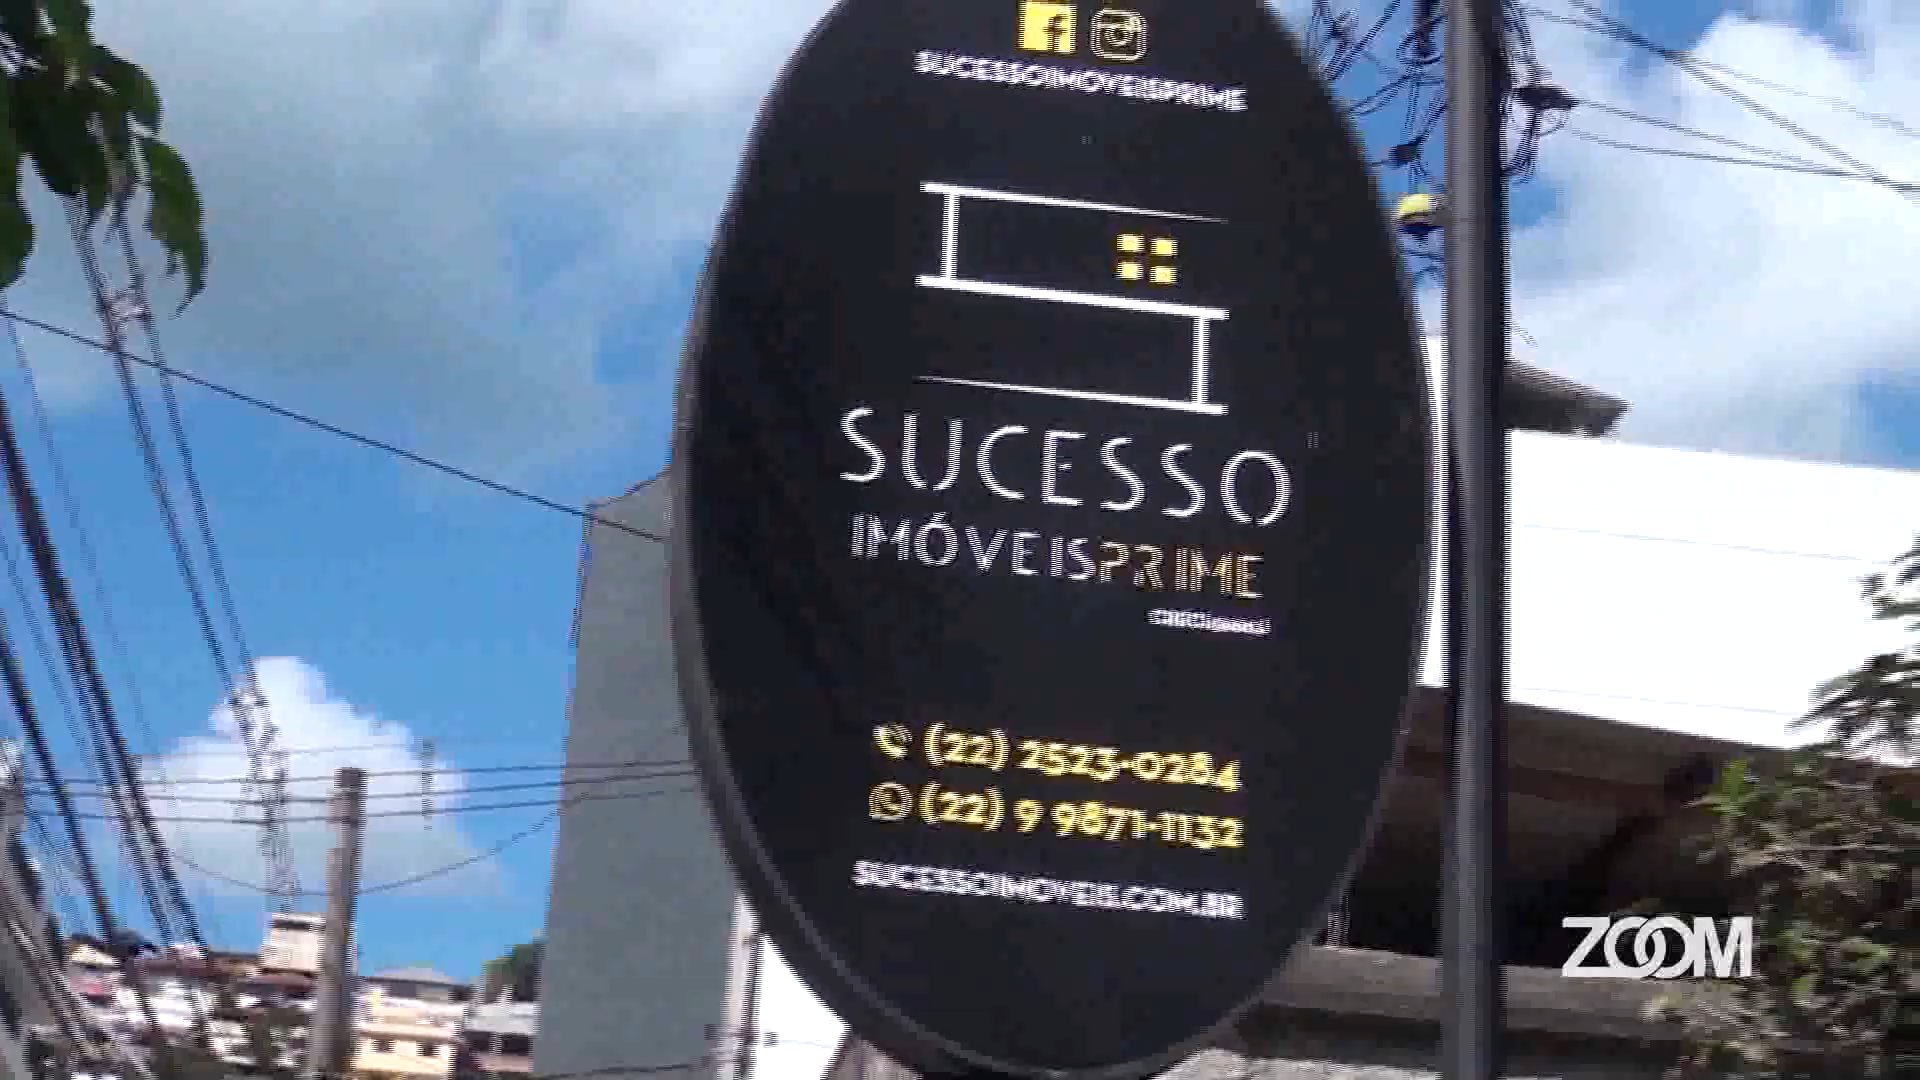 SUCESSOIMOVEISPRIME
SUCESSO
IMÓVEISPRIME
(22) 2523-0284
(22) 9 9871-1132
SUCESSOIMOVEIS.COM.BR
ZOOM